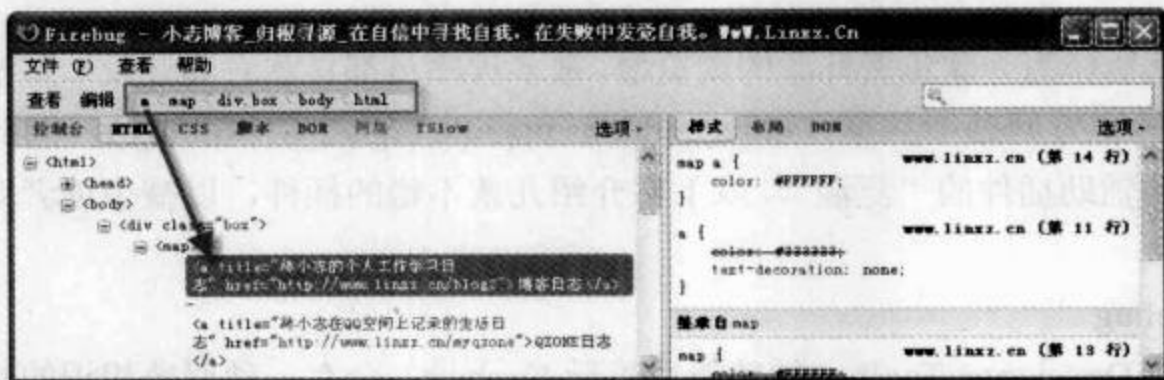 Firebug - 小志博客_归根寻源_在自信中寻找自我，在失败中发觉自我。WwW.Linxz.Cn
文件 (F) 查看 帮助
查看 编辑 a map div.box body html
控制台 HTML CSS 脚本 DOM 网络 YSlow 选项
<html>
<head>
<body>
<div class="box">
<map>
<a title="林小志的个人工作学习日
志" href="http://www.linxz.cn/blog/">博客日志</a>
<a title="林小志在QQ空间上记录的生活日
志" href="http://www.linxz.cn/myqzone">QZONE日志
</a>
样式 布局 DOM 选项
map a { www.linxz.cn (第 14 行)
color: #FFFFFF;
}
a { www.linxz.cn (第 11 行)
color: #333333;
text-decoration: none;
}
继承自 map
map { www.linxz.cn (第 13 行)
color: #FFFFFF;